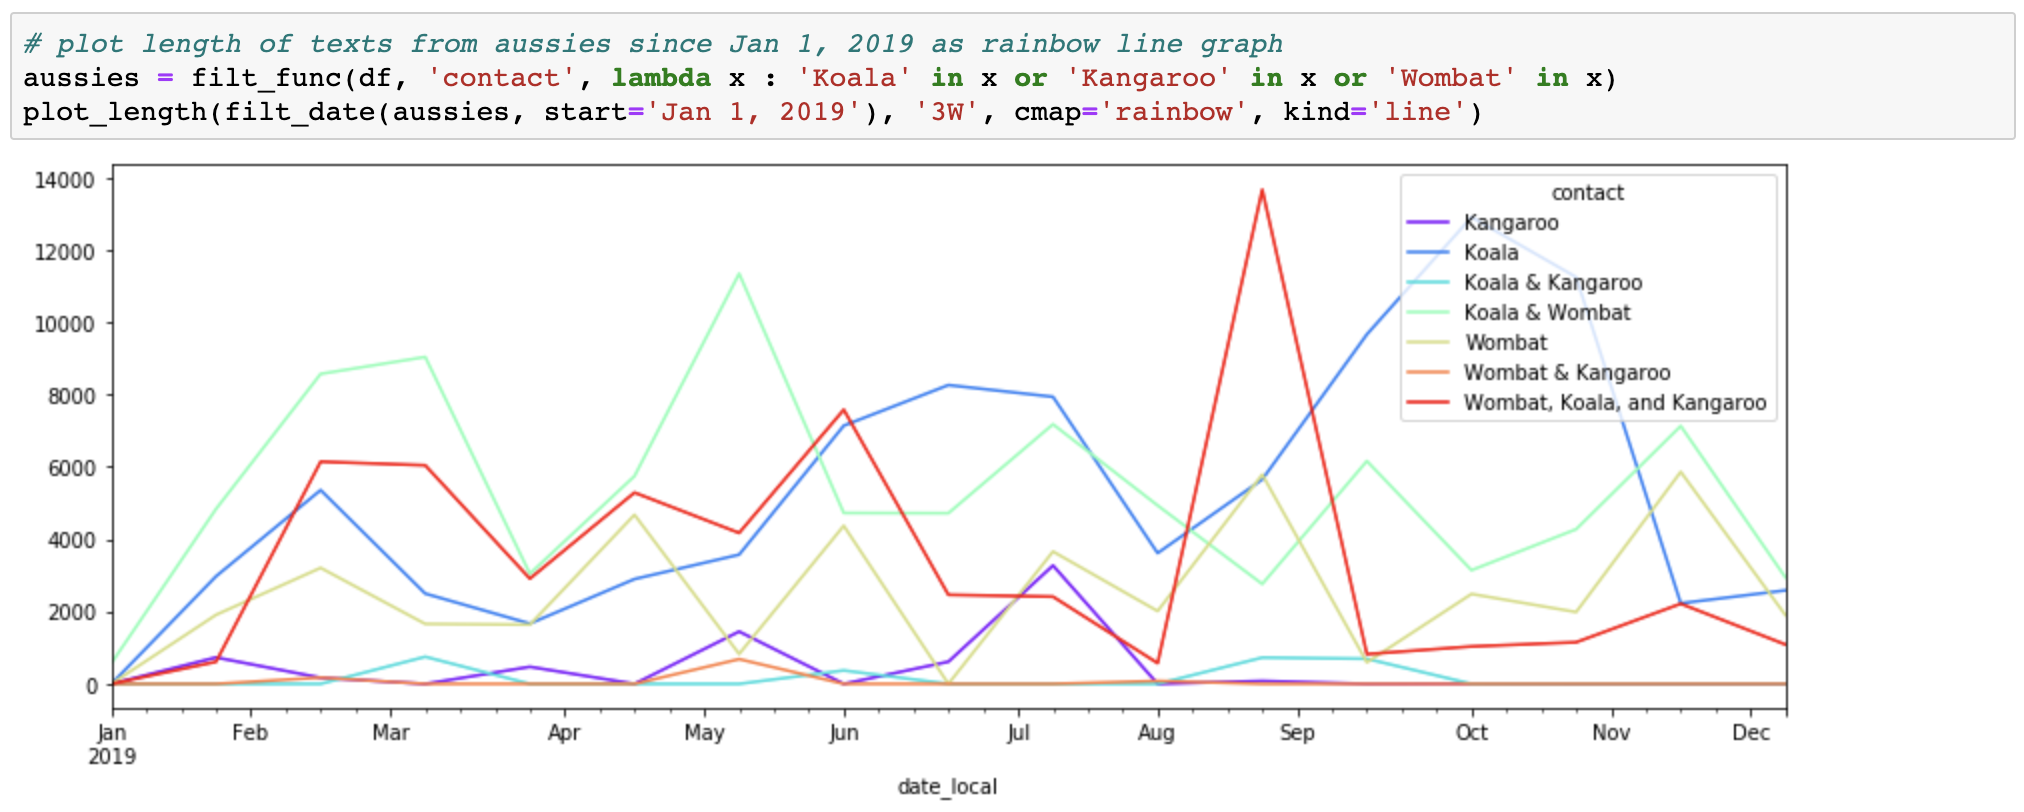 # plot length of texts from aussies since Jan 1, 2019 as rainbow line graph
aussies = filt_func(df, 'contact', lambda x : 'Koala' in x or 'Kangaroo' in x or 'Wombat' in x)
plot_length(filt_date(aussies, start='Jan 1, 2019'), '3W', cmap='rainbow', kind='line')
14000
12000
10000
8000
6000
4000
2000
0
contact
Kangaroo
Koala
Koala & Kangaroo
Koala & Wombat
Wombat
Wombat & Kangaroo
Wombat, Koala, and Kangaroo
Jan Feb Mar Apr May Jun Jul Aug Sep Oct Nov Dec
2019
date_local